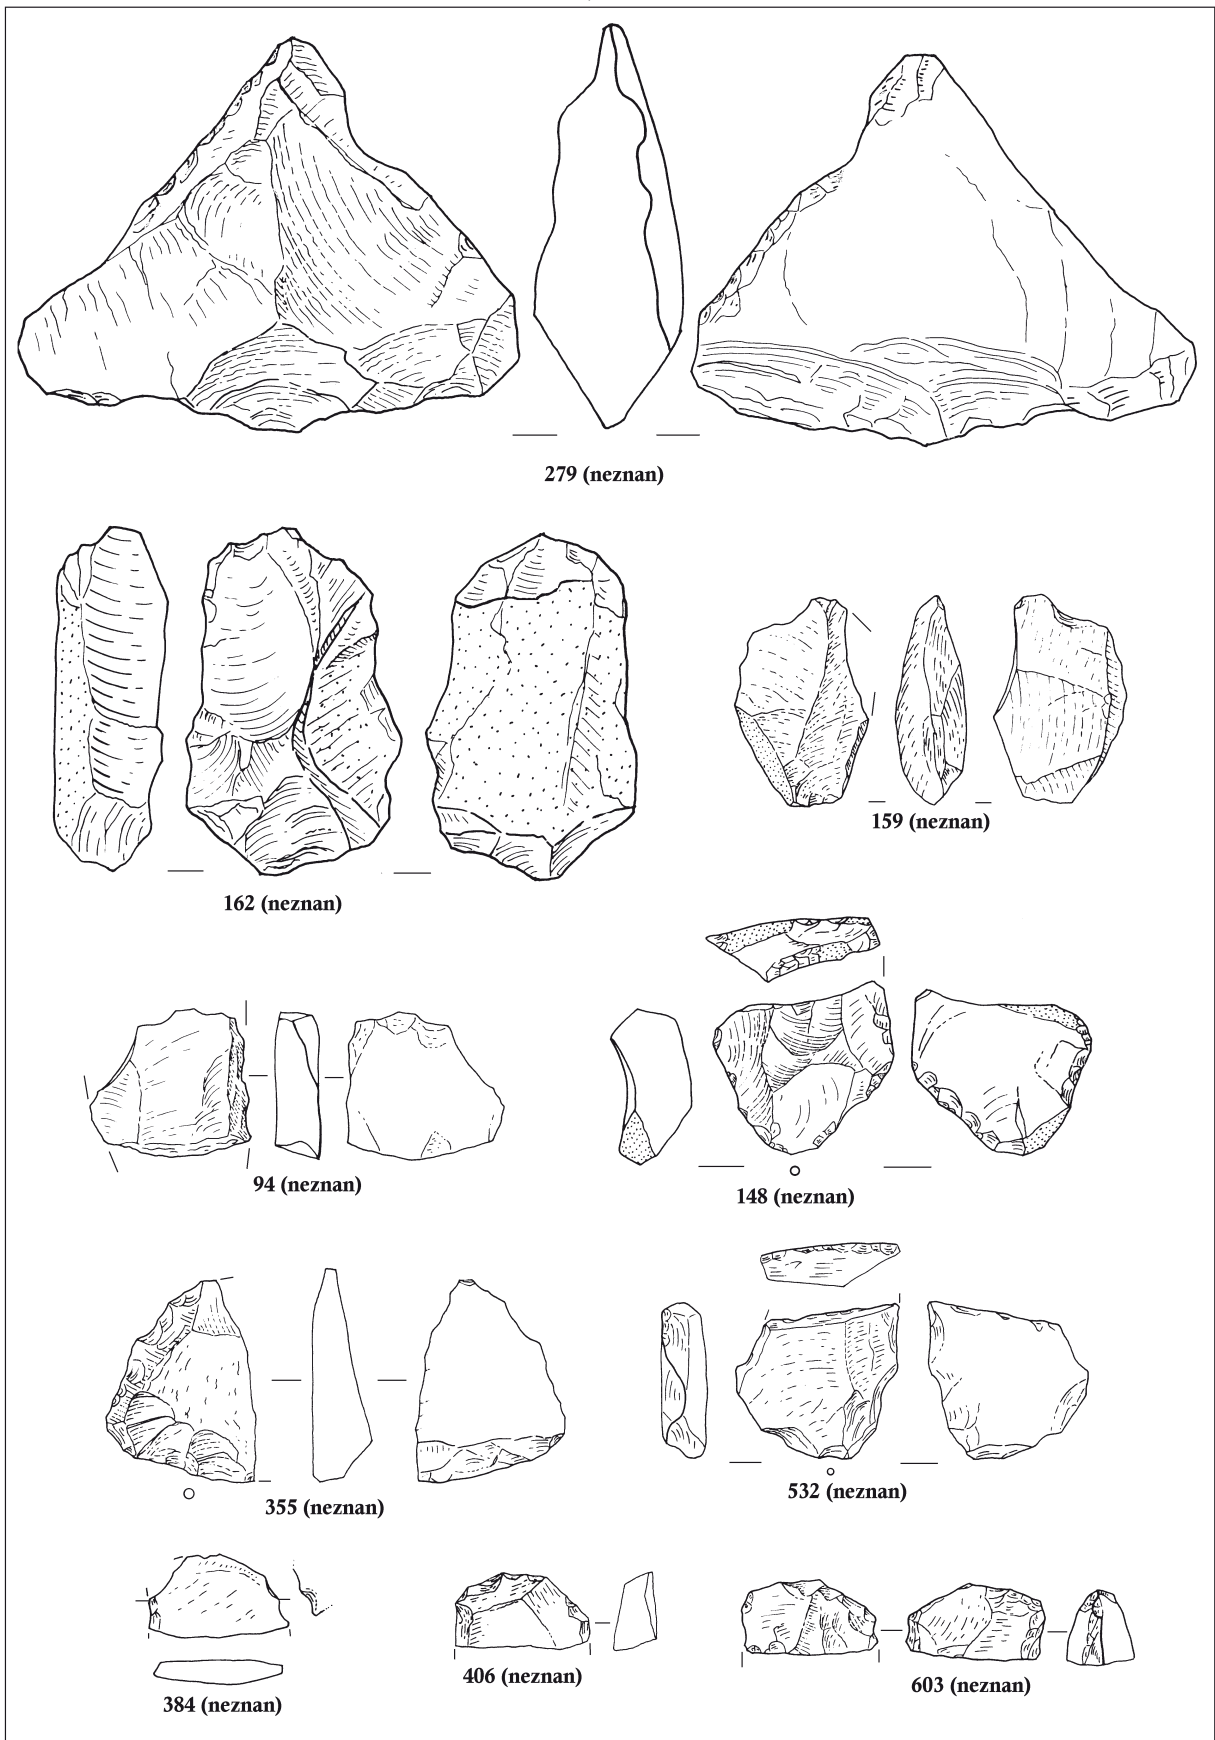 279 (neznan)
162 (neznan)
159 (neznan)
94 (neznan)
148 (neznan)
355 (neznan)
532 (neznan)
384 (neznan)
406 (neznan)
603 (neznan)